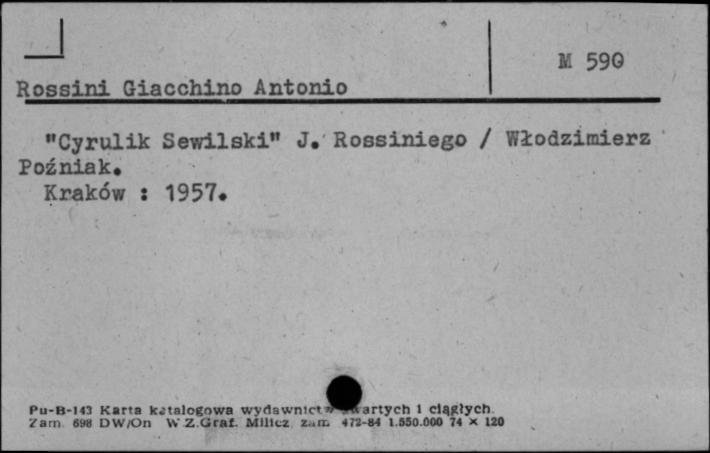 M 590
Rossini Giacchino Antonio
"Cyrulik Sewilski" J. Rossiniego / Włodzimierz
Poźniak.
Kraków : 1957.
Pu-B-143 Karta katalogowa wydawnictw zwartych i ciągłych.
Zam. 698 DW/On W.Z.Graf. Milicz, zam. 472-84 1.550.000 74 × 120